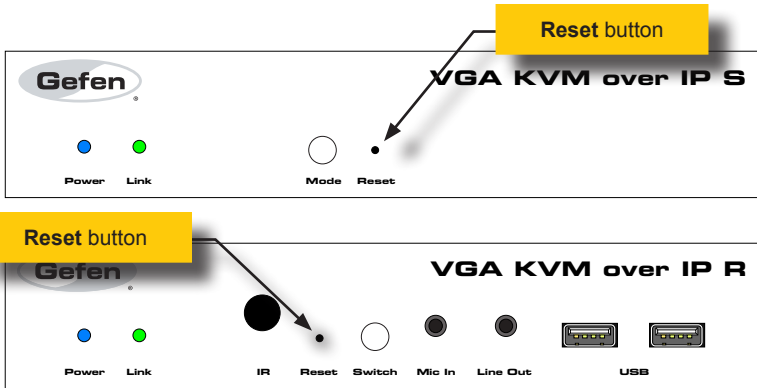 Reset button
Gefen ®
VGA KVM over IP S
Power Link Mode Reset
Reset button
Gefen ®
VGA KVM over IP R
Power Link IR Reset Switch Mic In Line Out USB